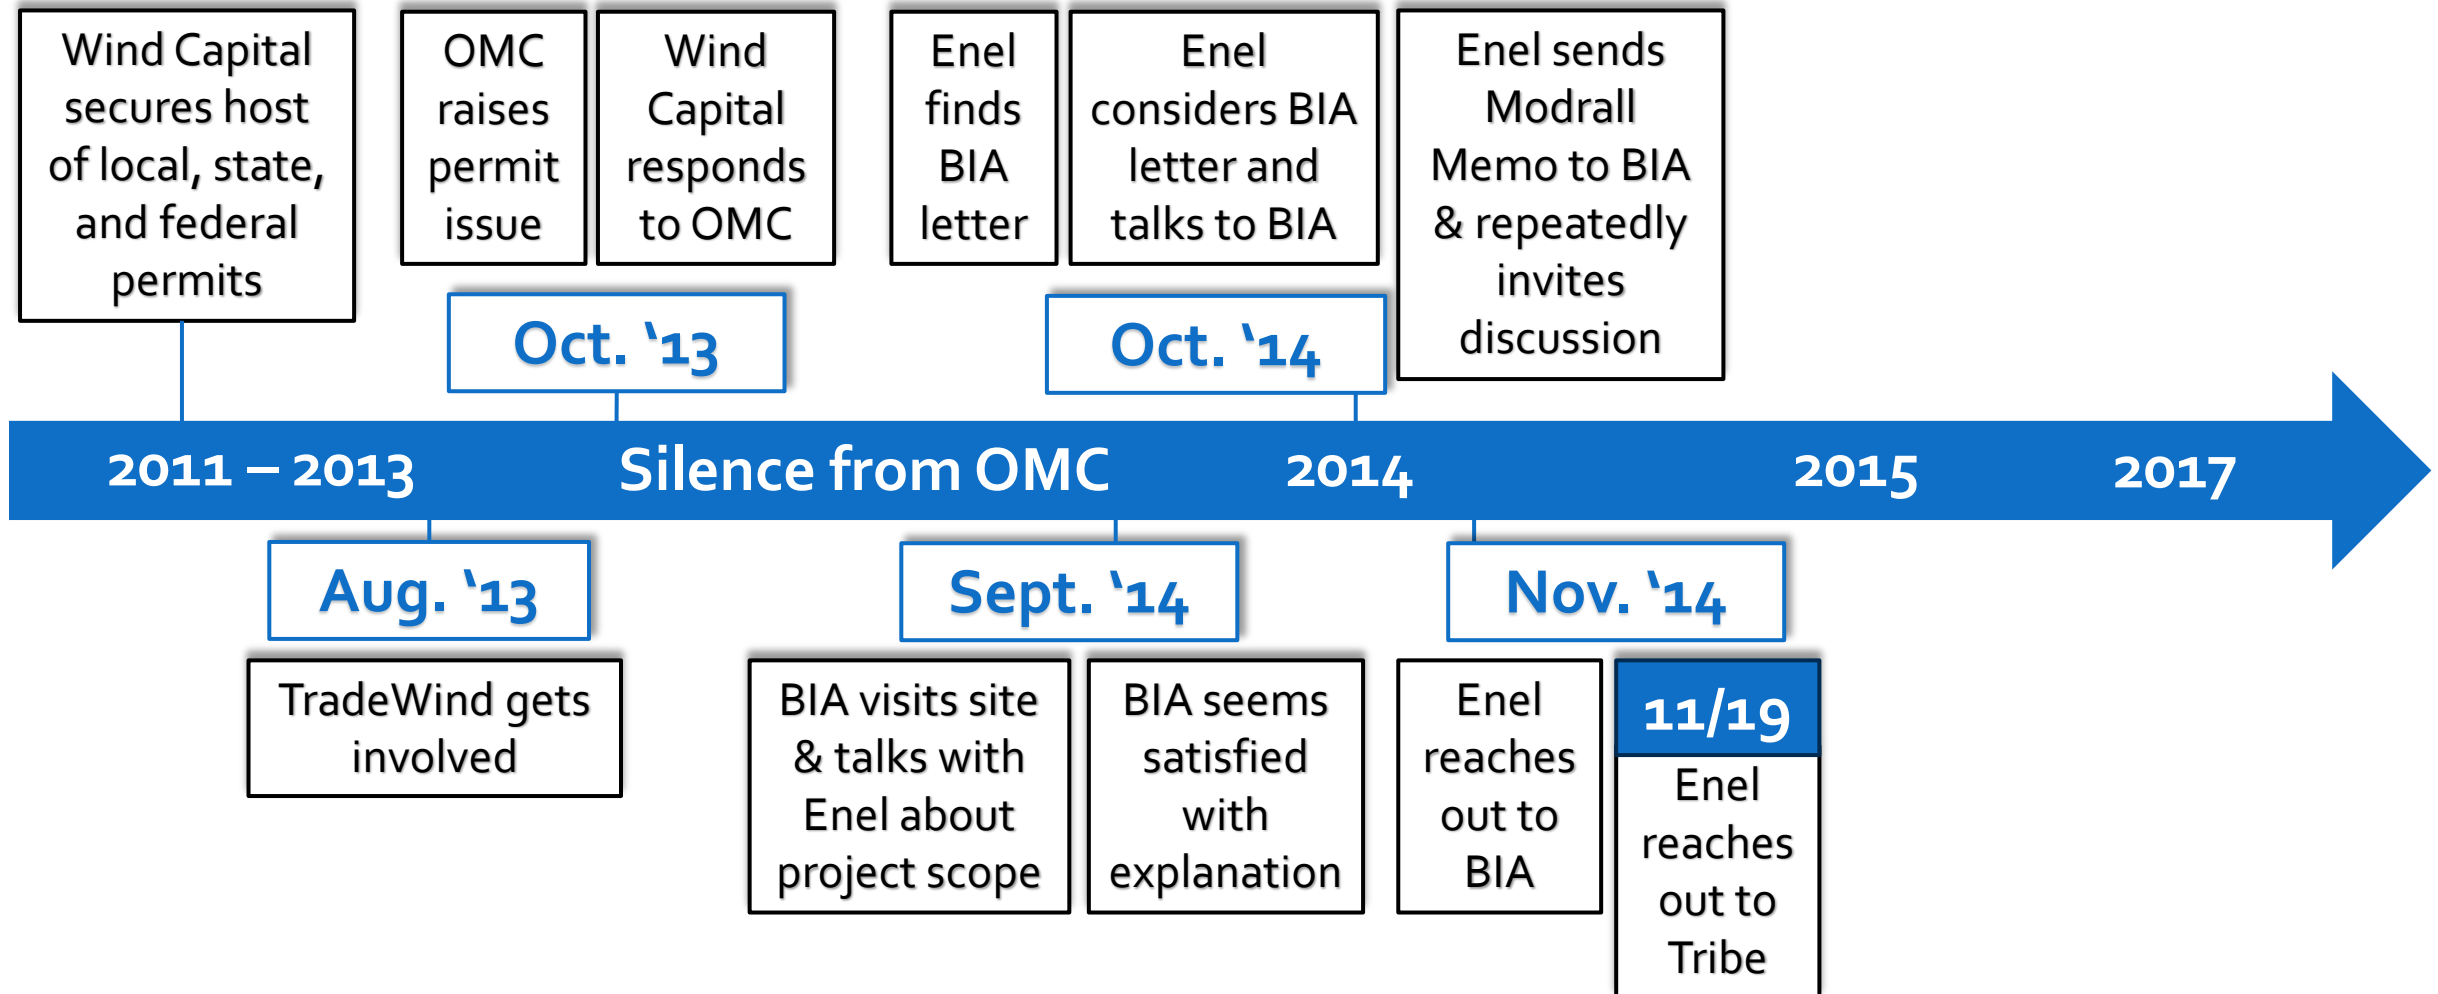 Wind Capital
secures host
of local, state,
and federal
permits
OMC
raises
permit
issue
Wind
Capital
responds
to OMC
Enel
finds
BIA
letter
Enel
considers BIA
letter and
talks to BIA
Enel sends
Modrall
Memo to BIA
& repeatedly
invites
discussion
Oct. ‘13
Oct. ‘14
2011 – 2013
Silence from OMC
2014
2015
2017
Aug. ‘13
Sept. ‘14
Nov. ‘14
TradeWind gets
involved
BIA visits site
& talks with
Enel about
project scope
BIA seems
satisfied
with
explanation
Enel
reaches
out to
BIA
11/19
Enel
reaches
out to
Tribe